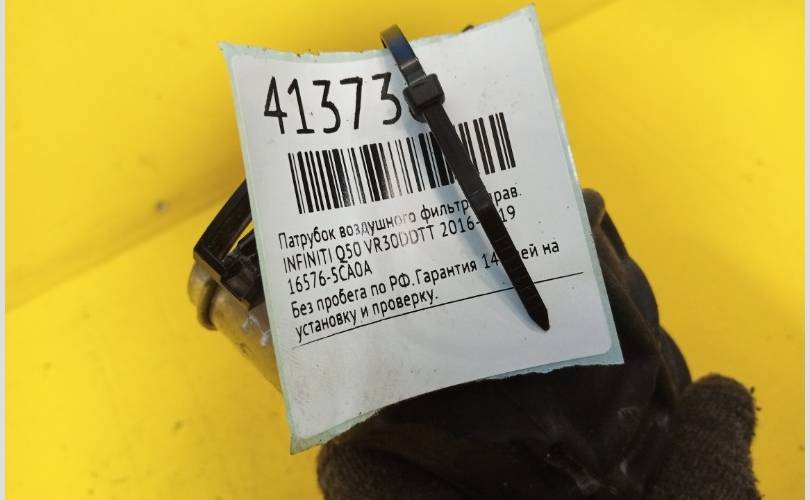 41373
Патрубок воздушного фильтра прав.
INFINITI Q50 VR30DDTT 2016-2019
16576-5CA0A
Без пробега по РФ. Гарантия 14 дней на
установку и проверку.